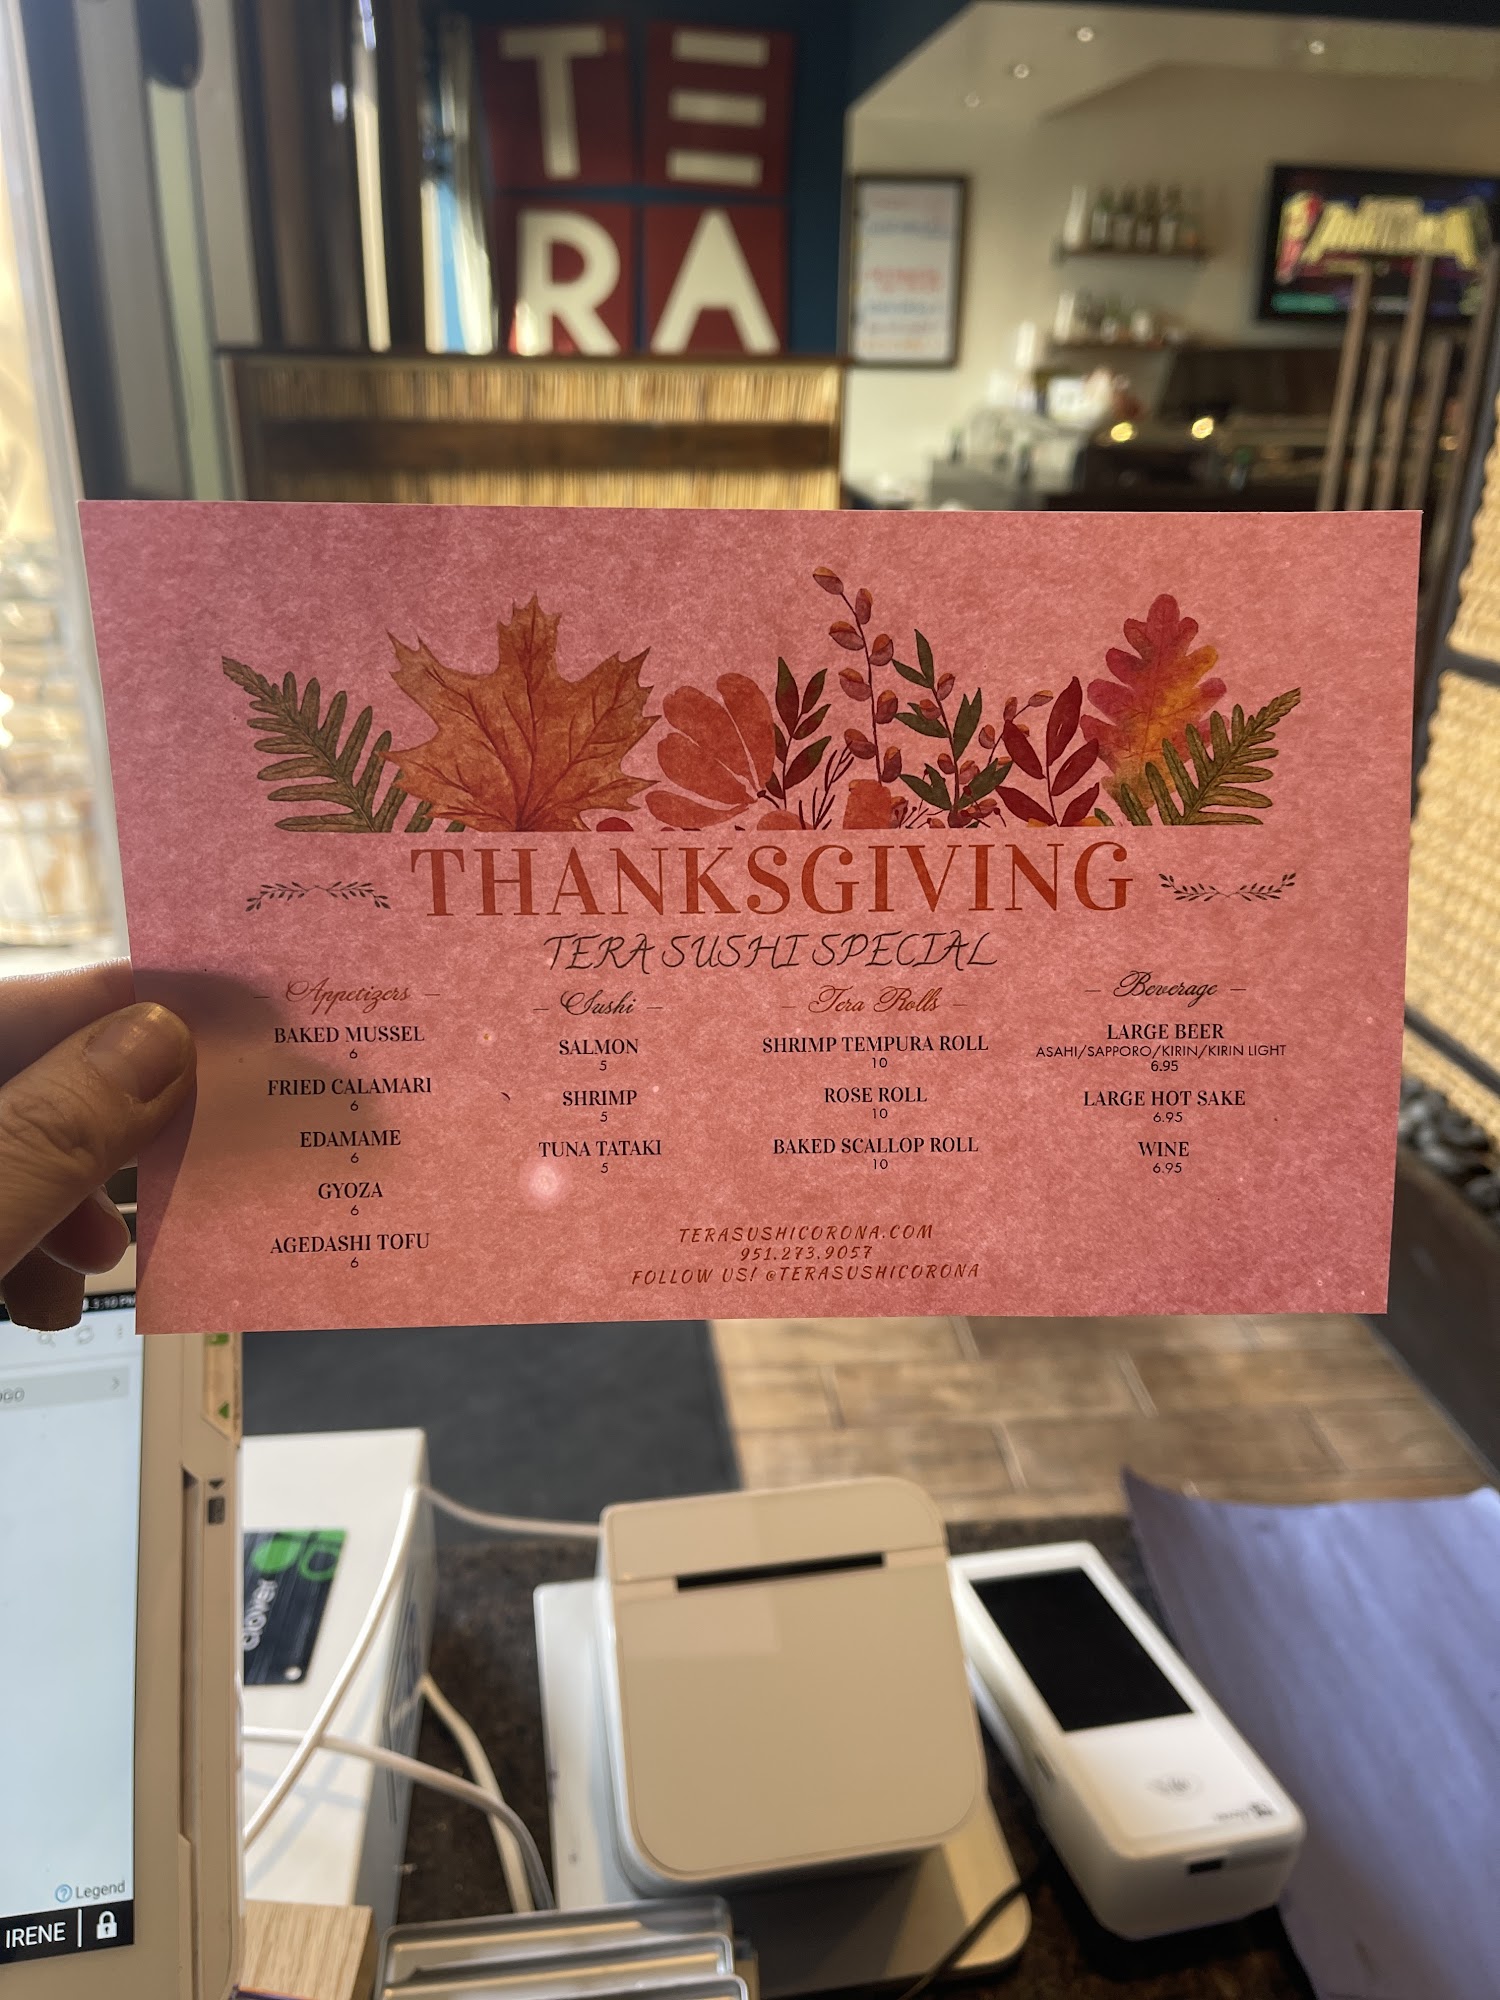 TE
RA
THANKSGIVING
TERA SUSHI SPECIAL
Appetizers
BAKED MUSSEL
6
FRIED CALAMARI
6
EDAMAME
6
GYOZA
6
AGEDASHI TOFU
6
Sushi
SALMON
5
SHRIMP
5
TUNA TATAKI
5
Tera Rolls
SHRIMP TEMPURA ROLL
10
ROSE ROLL
10
BAKED SCALLOP ROLL
10
Beverage
LARGE BEER
ASAHI/SAPPORO/KIRIN/KIRIN LIGHT
6.95
LARGE HOT SAKE
6.95
WINE
6.95
TERASUSHICORONA.COM
951.273.9057
FOLLOW US! @TERASUSHICORONA
clover
Legend
IRENE